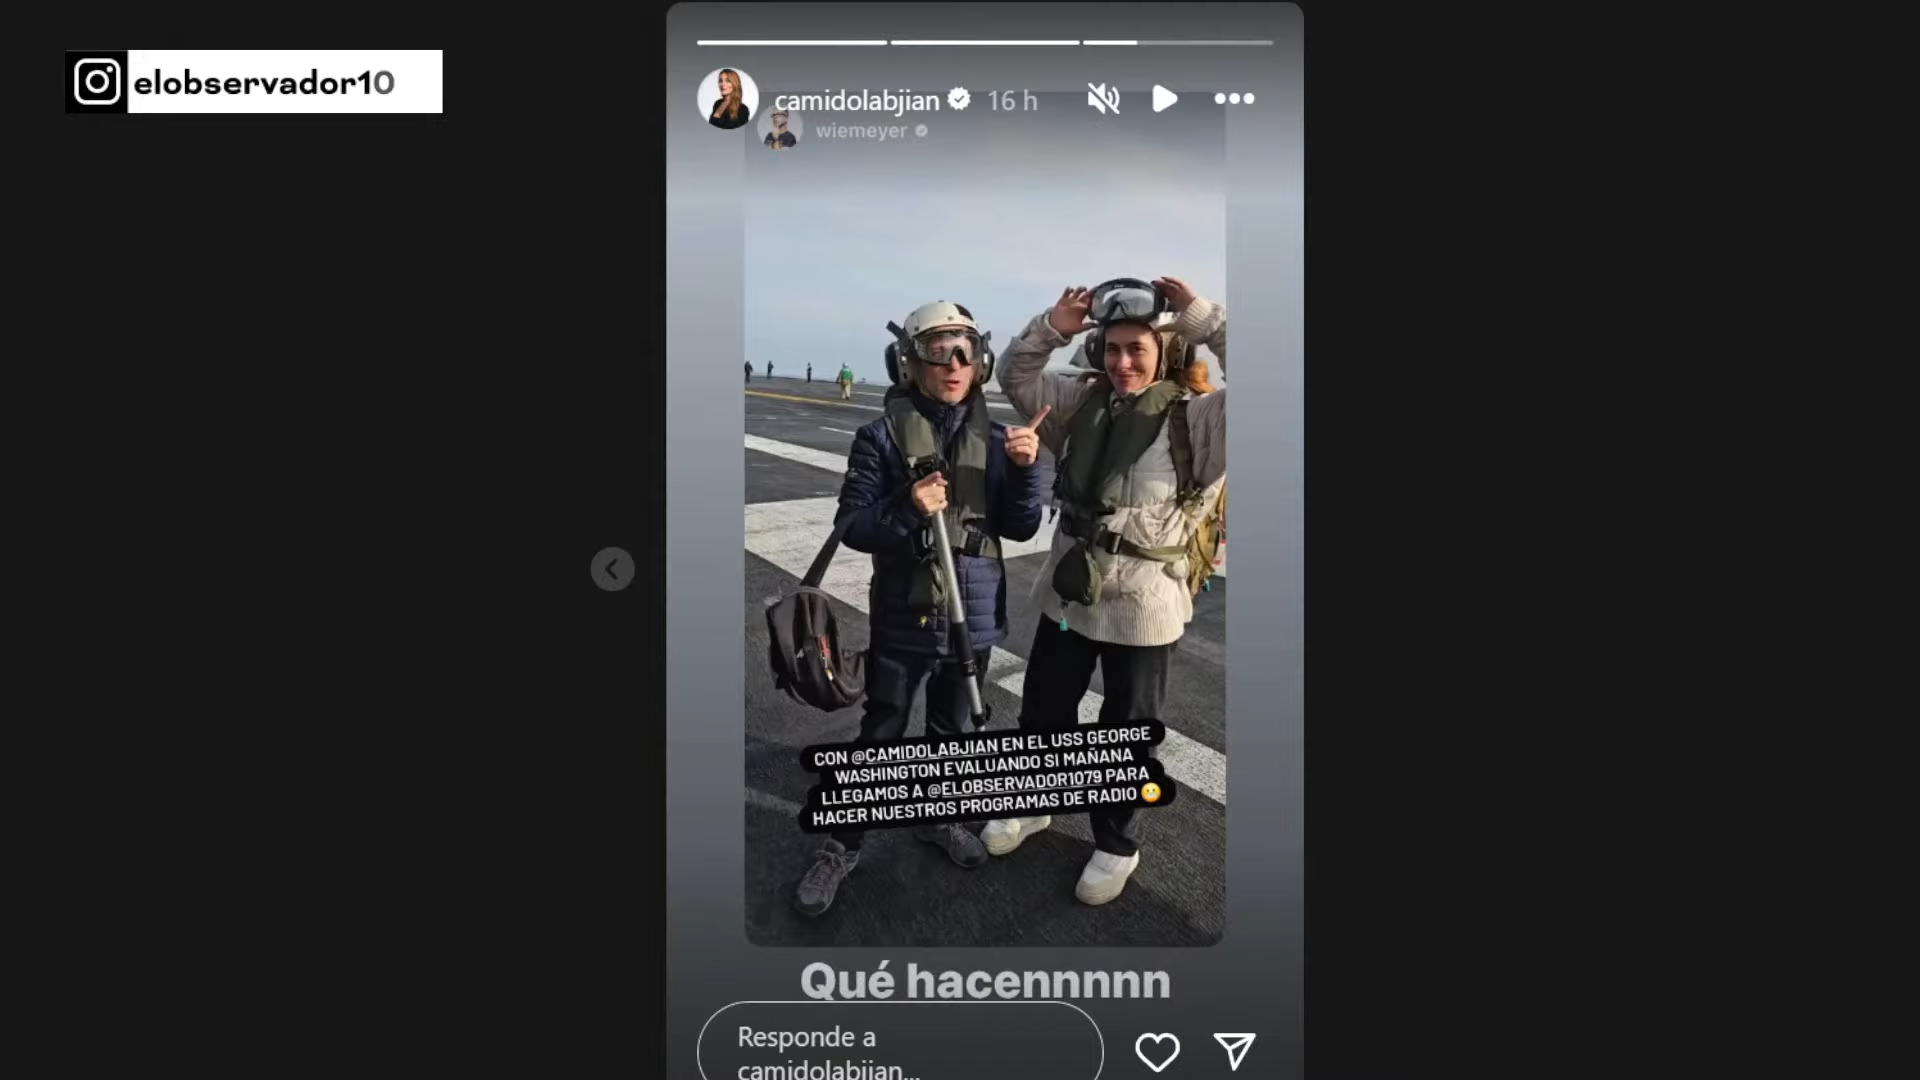 elobservador10
camidolabjian 16 h
wiemeyer
CON @CAMIDOLABJIAN EN EL USS GEORGE
WASHINGTON EVALUANDO SI MAÑANA
LLEGAMOS A @ELOBSERVADOR1079 PARA
HACER NUESTROS PROGRAMAS DE RADIO
Qué hacennnnn
Responde a
camidolabjian...